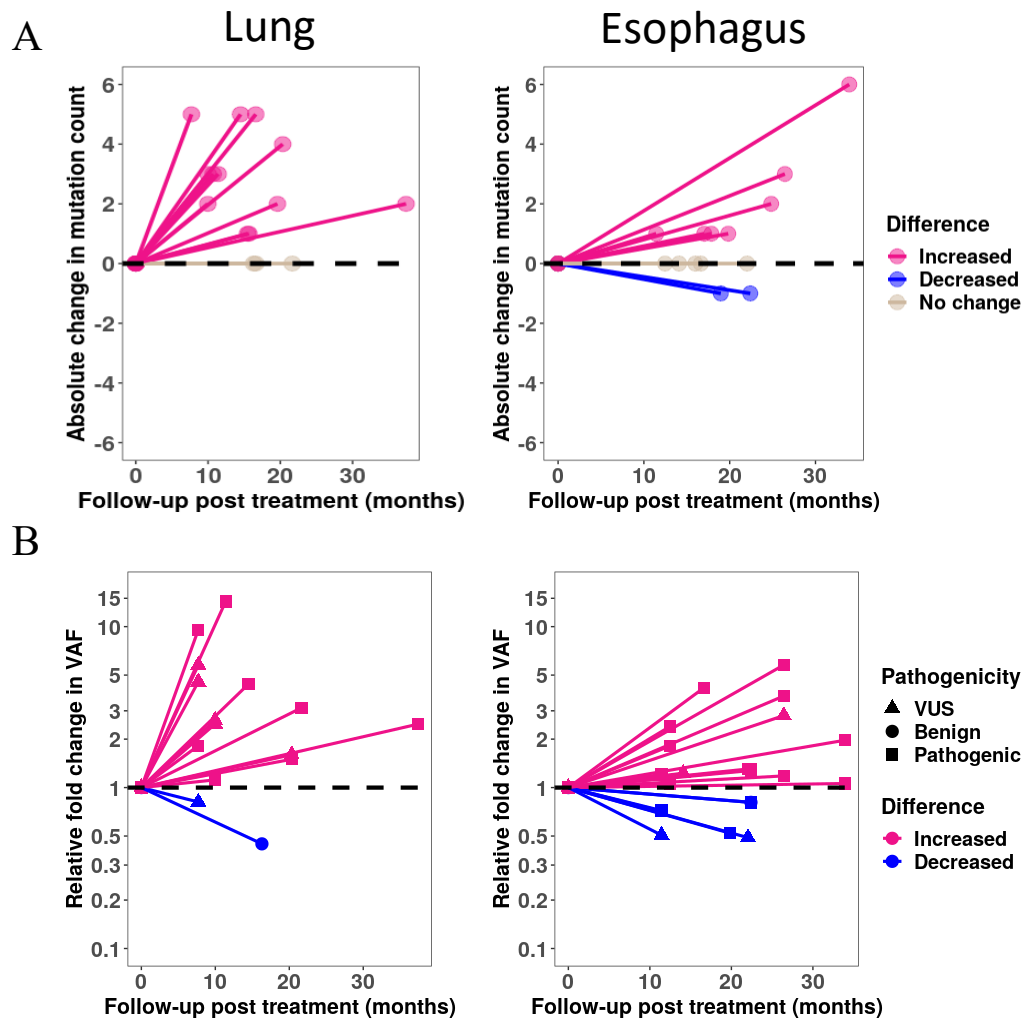 A
Lung
Esophagus
Absolute change in mutation count
6
4
2
0
-2
-4
-6
0 10 20 30
Follow-up post treatment (months)
Absolute change in mutation count
6
4
2
0
-2
-4
-6
0 10 20 30
Follow-up post treatment (months)
Difference
Increased
Decreased
No change
B
Relative fold change in VAF
15
10
5
3
2
1
0.5
0.3
0.2
0.1
0 10 20 30
Follow-up post treatment (months)
Relative fold change in VAF
15
10
5
3
2
1
0.5
0.3
0.2
0.1
0 10 20 30
Follow-up post treatment (months)
Pathogenicity
VUS
Benign
Pathogenic
Difference
Increased
Decreased